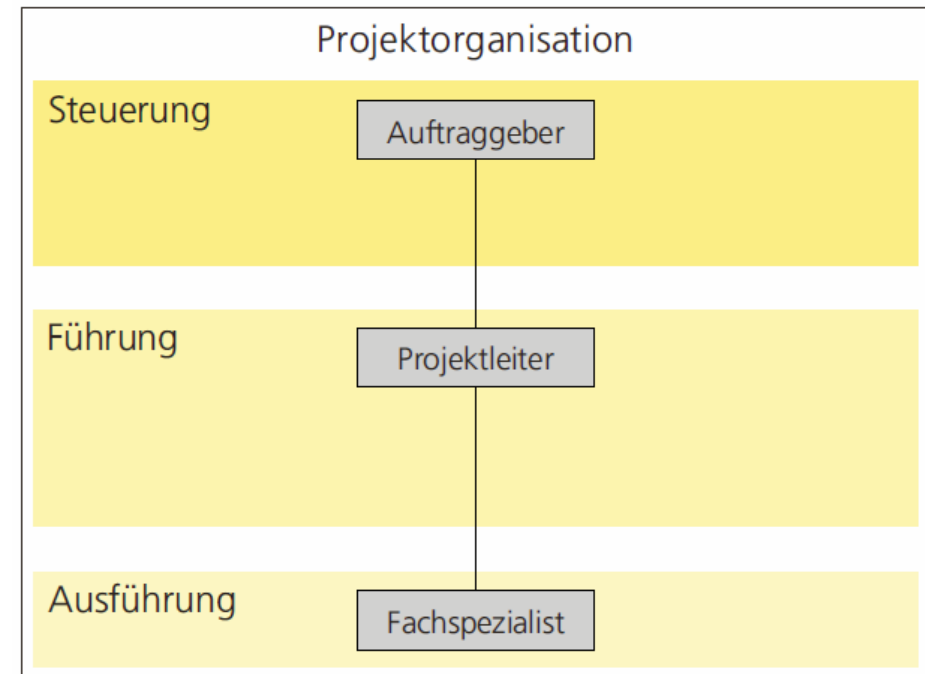 Projektorganisation
Steuerung
Auftraggeber
Führung
Projektleiter
Ausführung
Fachspezialist